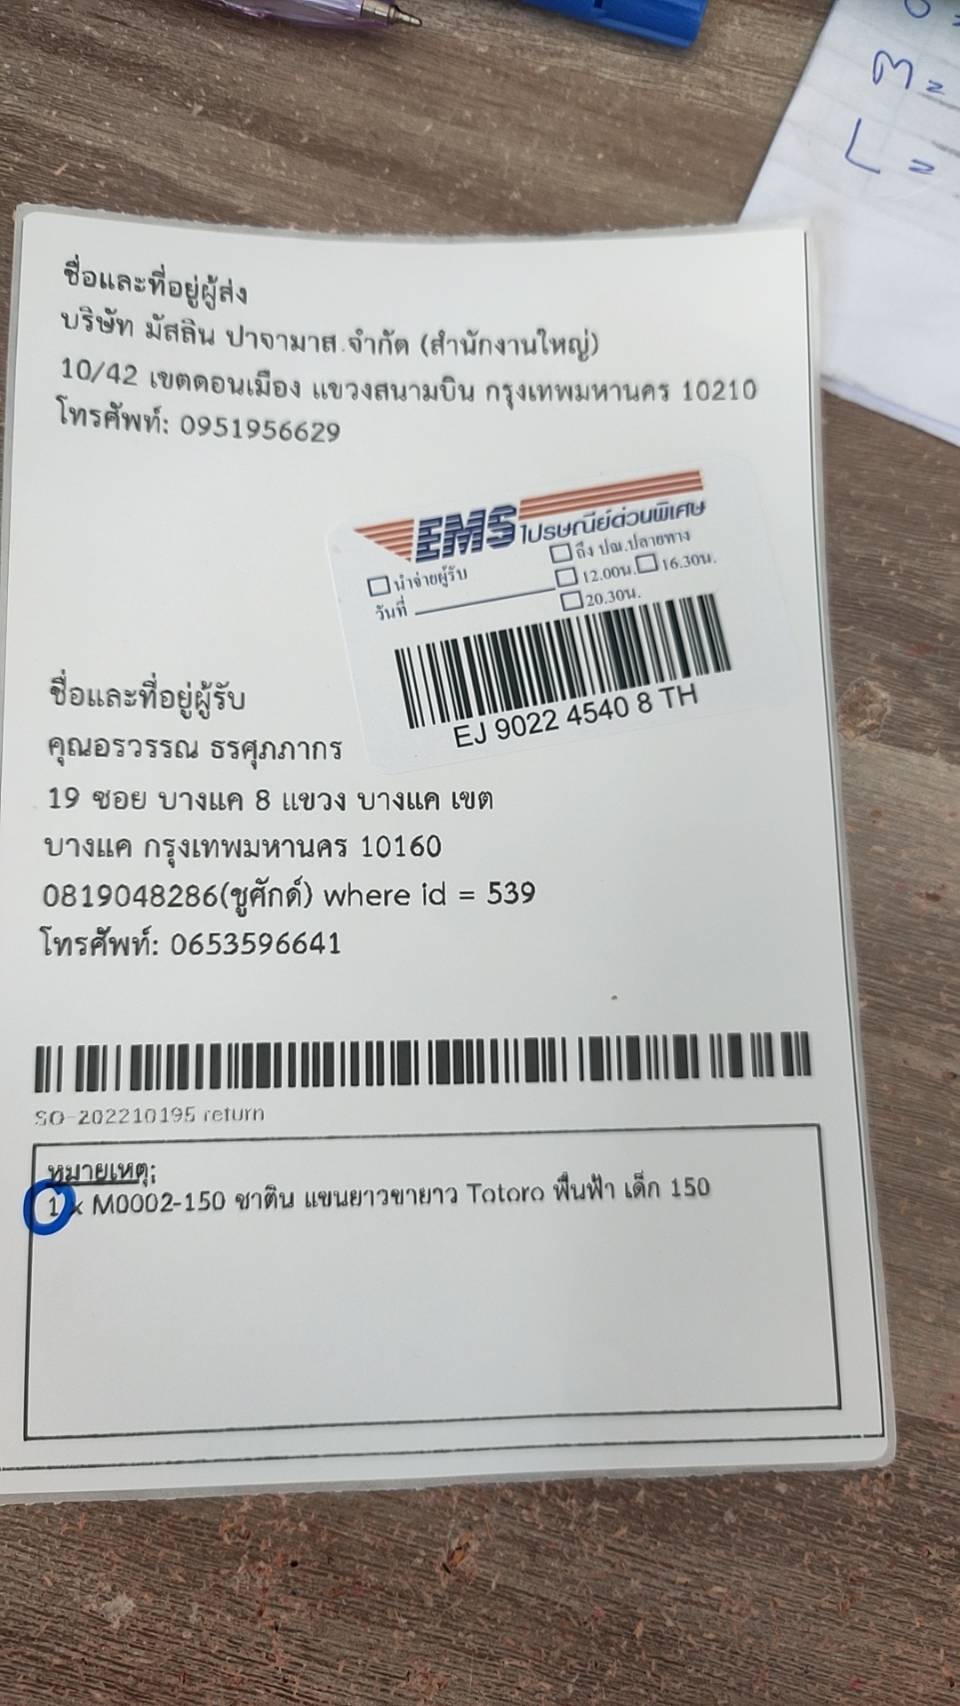 M=
L =
ชื่อและที่อยู่ผู้ส่ง
บริษัท มัสลิน ปาจามาส.จำกัด (สำนักงานใหญ่)
10/42 เขตดอนเมือง แขวงสนามบิน กรุงเทพมหานคร 10210
โทรศัพท์: 0951956629
EMS ไปรษณีย์ด่วนพิเศษ
นำจ่ายผู้รับ ถึง ปณ.ปลายทาง
วันที่ 12.00น. 16.30น.
20.30น.
EJ 9022 4540 8 TH
ชื่อและที่อยู่ผู้รับ
คุณอรวรรณ ธรศุภภากร
19 ซอย บางแค 8 แขวง บางแค เขต
บางแค กรุงเทพมหานคร 10160
0819048286(ชูศักดิ์) where id = 539
โทรศัพท์: 0653596641
SO-202210195 return
หมายเหตุ:
1 x M0002-150 ซาติน แขนยาวขายาว Totoro พื้นฟ้า เด็ก 150